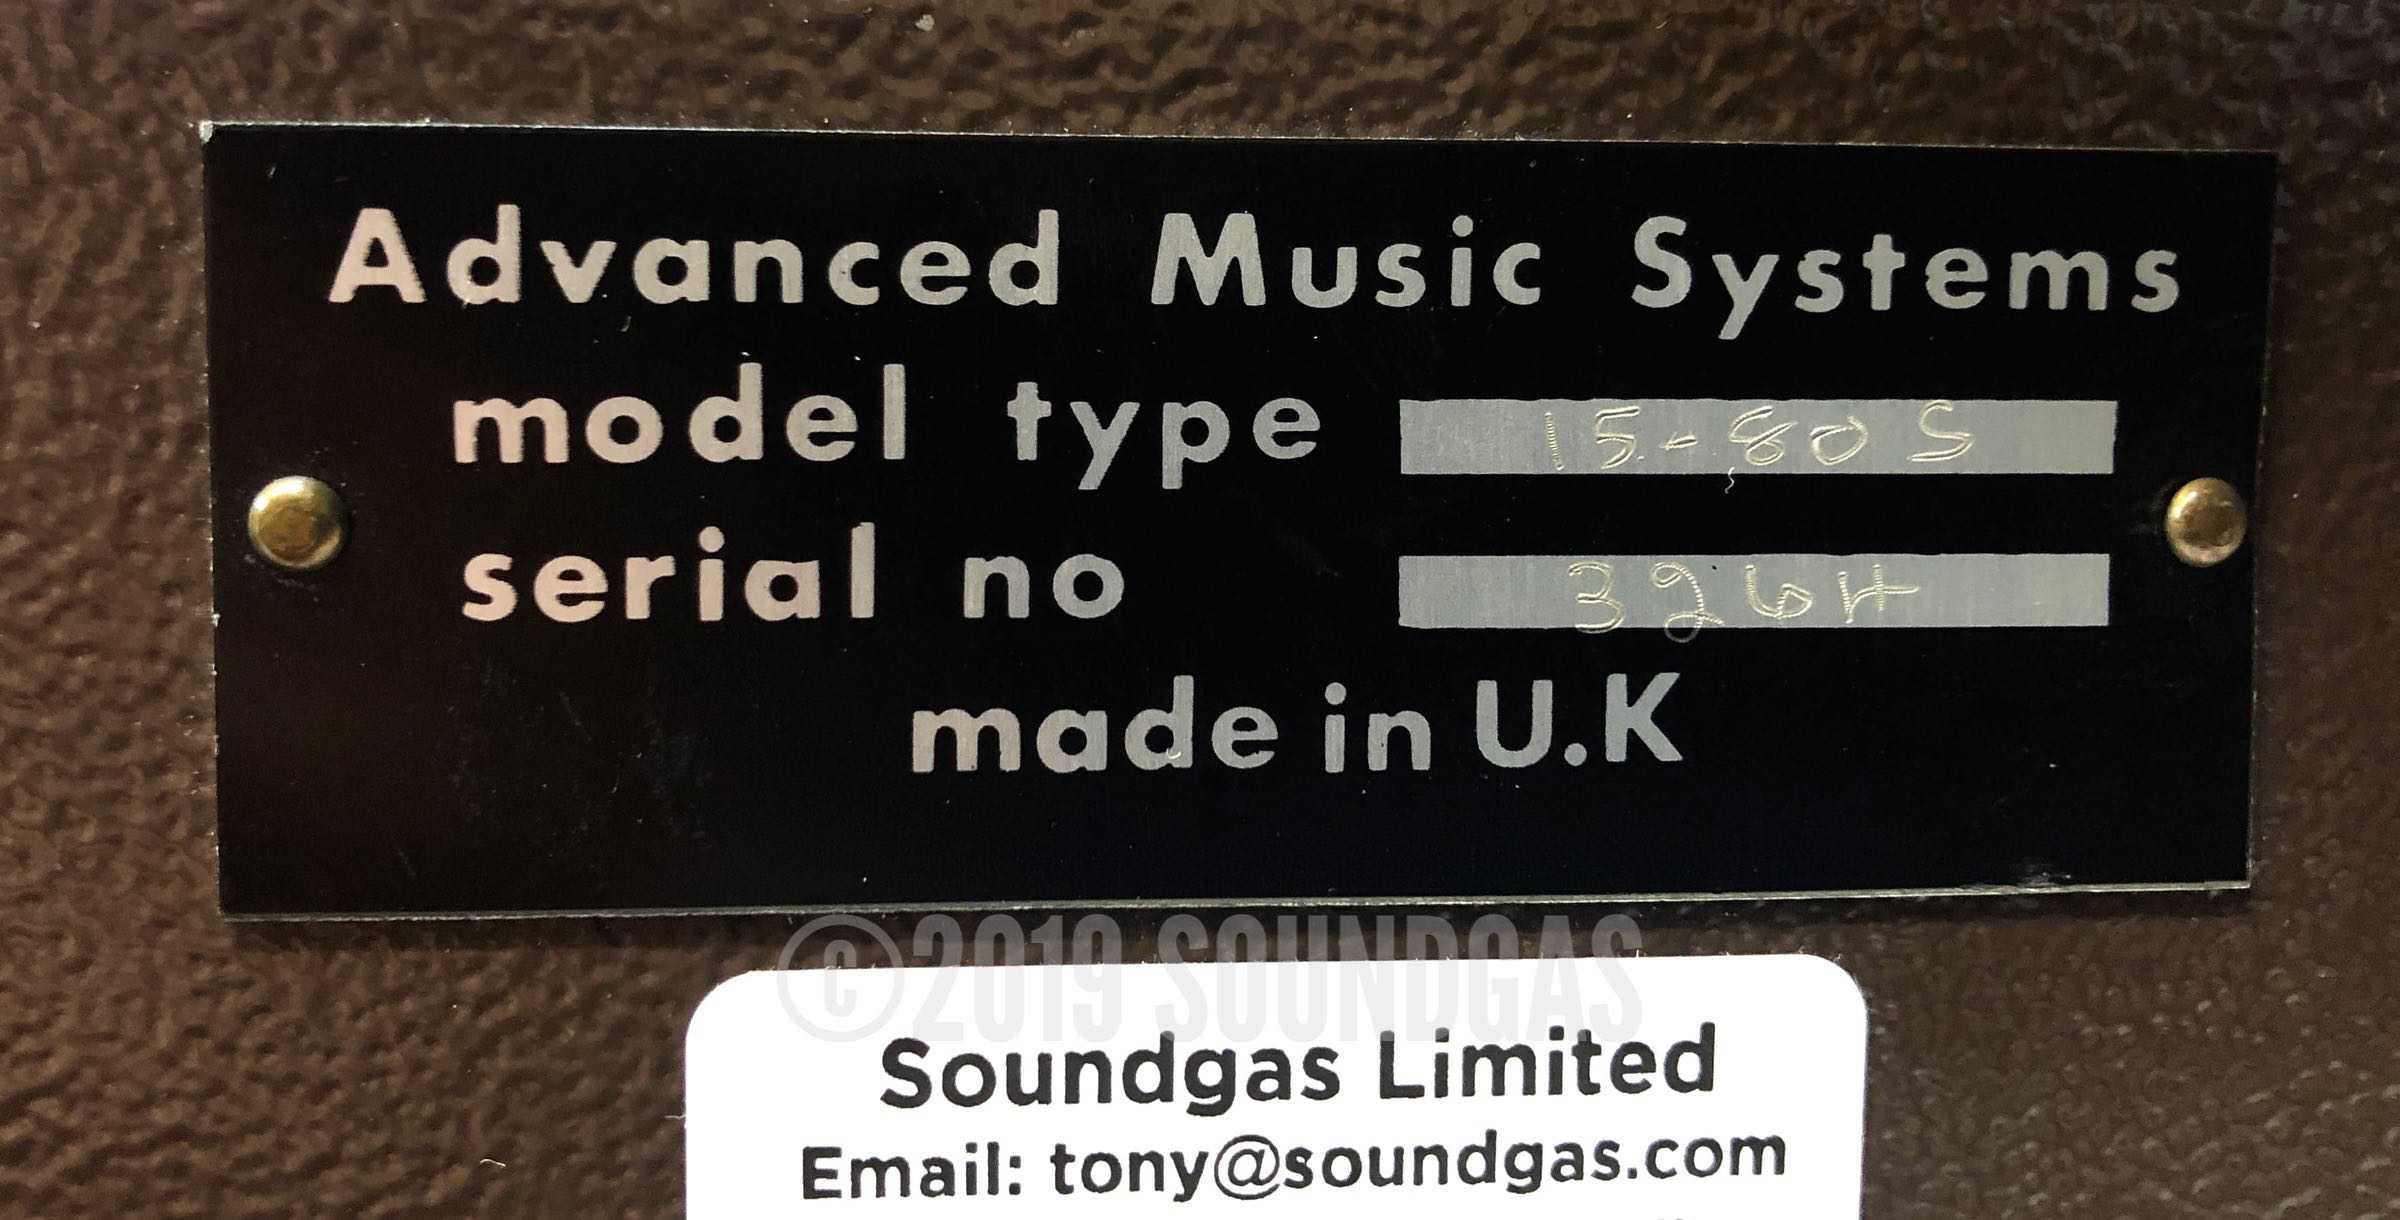 Advanced Music Systems
model type 15-80S
serial no 3264
made in U.K
©2019 SOUNDGAS
Soundgas Limited
Email: tony@soundgas.com